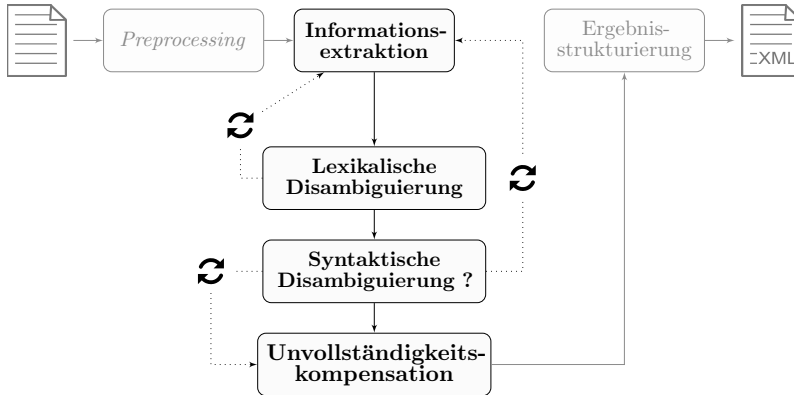 Preprocessing
Informations-
extraktion
Ergebnis-
strukturierung
XML
Lexikalische
Disambiguierung
Syntaktische
Disambiguierung ?
Unvollständigkeits-
kompensation